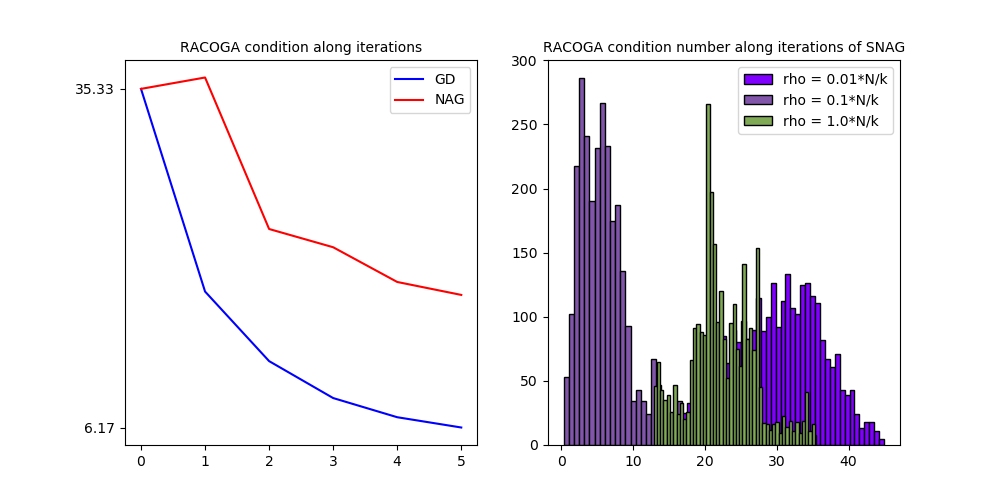 RACOGA condition along iterations
35.33
6.17
0 1 2 3 4 5
GD
NAG
RACOGA condition number along iterations of SNAG
300
250
200
150
100
50
0
0 10 20 30 40
rho = 0.01*N/k
rho = 0.1*N/k
rho = 1.0*N/k